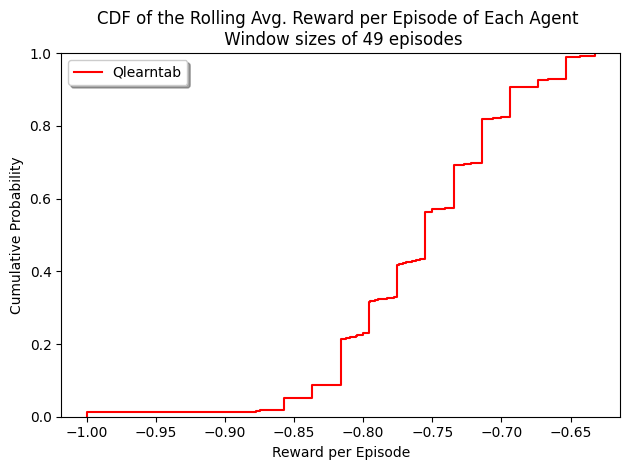 CDF of the Rolling Avg. Reward per Episode of Each Agent
Window sizes of 49 episodes
Qlearntab
1.0
0.8
0.6
0.4
0.2
0.0
Cumulative Probability
−1.00 −0.95 −0.90 −0.85 −0.80 −0.75 −0.70 −0.65
Reward per Episode